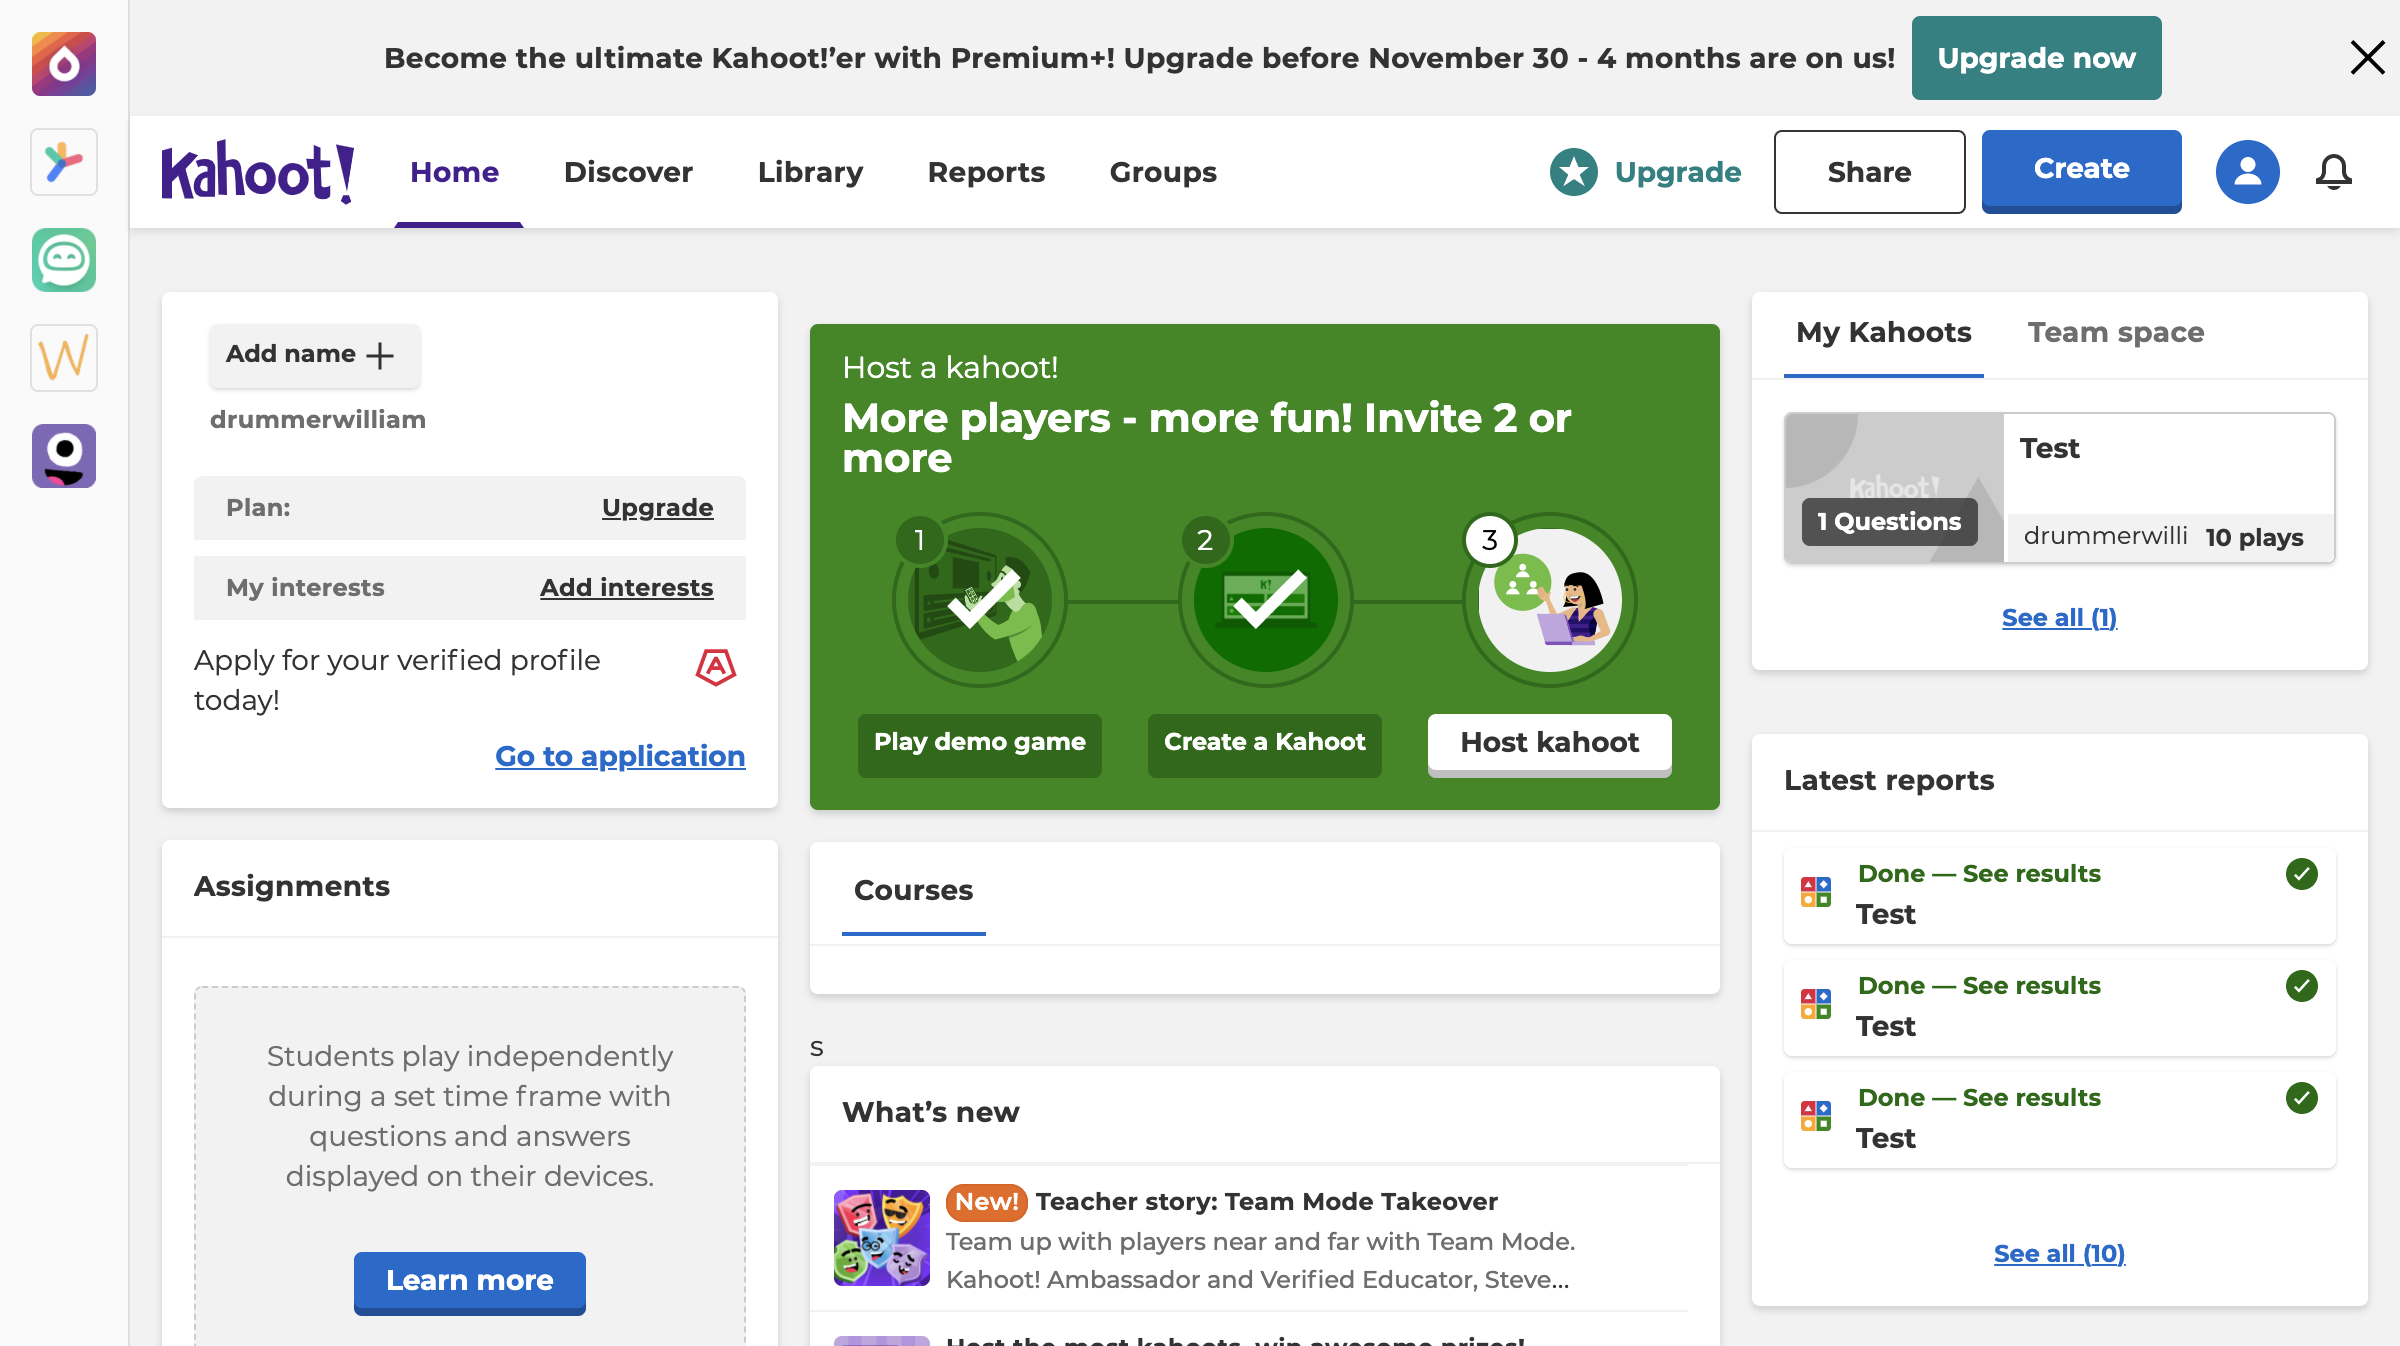 Become the ultimate Kahoot!’er with Premium+! Upgrade before November 30 - 4 months are on us!
Upgrade now
Kahoot!
Home
Discover
Library
Reports
Groups
Upgrade
Share
Create
Add name
drummerwilliam
Plan:
Upgrade
My interests
Add interests
Apply for your verified profile
today!
Go to application
Assignments
Students play independently
during a set time frame with
questions and answers
displayed on their devices.
Learn more
Host a kahoot!
More players - more fun! Invite 2 or
more
1
2
K!
3
Play demo game
Create a Kahoot
Host kahoot
Courses
s
What’s new
New! Teacher story: Team Mode Takeover
Team up with players near and far with Team Mode.
Kahoot! Ambassador and Verified Educator, Steve...
Host the most kahoots, win awesome prizes!
My Kahoots
Team space
Kahoot!
1 Questions
Test
drummerwilli
10 plays
See all (1)
Latest reports
Done — See results
Test
Done — See results
Test
Done — See results
Test
See all (10)